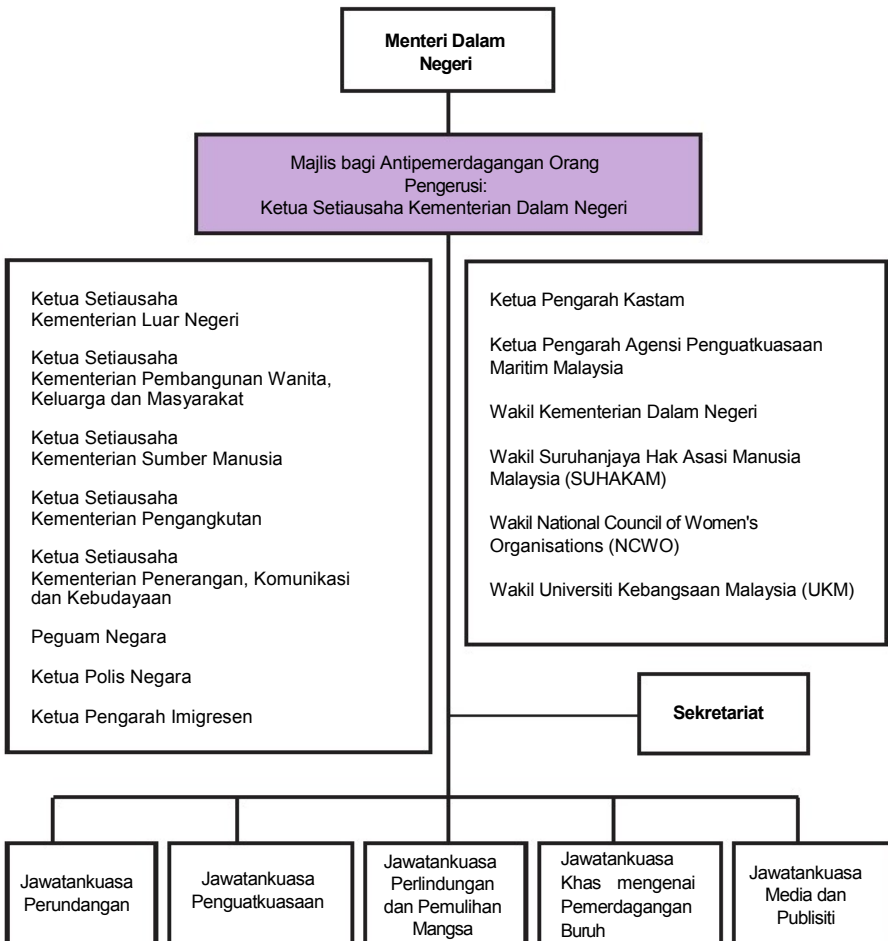 Menteri Dalam
Negeri
Majlis bagi Antipemerdagangan Orang
Pengerusi:
Ketua Setiausaha Kementerian Dalam Negeri
Ketua Setiausaha
Kementerian Luar Negeri
Ketua Setiausaha
Kementerian Pembangunan Wanita,
Keluarga dan Masyarakat
Ketua Setiausaha
Kementerian Sumber Manusia
Ketua Setiausaha
Kementerian Pengangkutan
Ketua Setiausaha
Kementerian Penerangan, Komunikasi
dan Kebudayaan
Peguam Negara
Ketua Polis Negara
Ketua Pengarah Imigresen
Ketua Pengarah Kastam
Ketua Pengarah Agensi Penguatkuasaan
Maritim Malaysia
Wakil Kementerian Dalam Negeri
Wakil Suruhanjaya Hak Asasi Manusia
Malaysia (SUHAKAM)
Wakil National Council of Women's
Organisations (NCWO)
Wakil Universiti Kebangsaan Malaysia (UKM)
Sekretariat
Jawatankuasa
Perundangan
Jawatankuasa
Penguatkuasaan
Jawatankuasa
Perlindungan
dan Pemulihan
Mangsa
Jawatankuasa
Khas mengenai
Pemerdagangan
Buruh
Jawatankuasa
Media dan
Publisiti